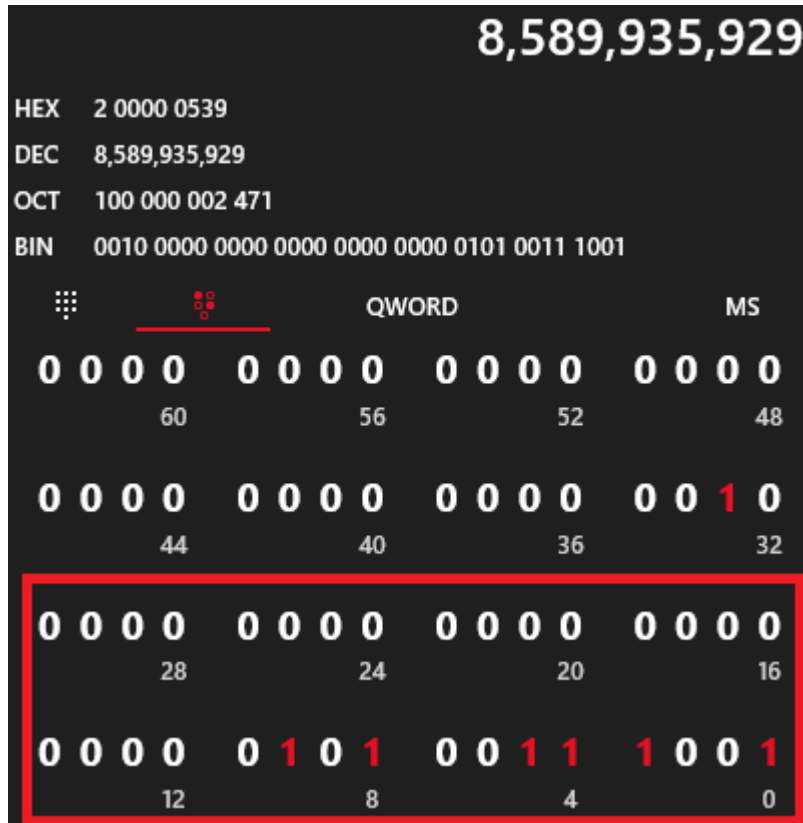 8,589,935,929
HEX 2 0000 0539
DEC 8,589,935,929
OCT 100 000 002 471
BIN 0010 0000 0000 0000 0000 0000 0101 0011 1001
QWORD MS
0 0 0 0 0 0 0 0 0 0 0 0 0 0 0 0
60 56 52 48
0 0 0 0 0 0 0 0 0 0 0 0 0 0 1 0
44 40 36 32
0 0 0 0 0 0 0 0 0 0 0 0 0 0 0 0
28 24 20 16
0 0 0 0 0 1 0 1 0 0 1 1 1 0 0 1
12 8 4 0